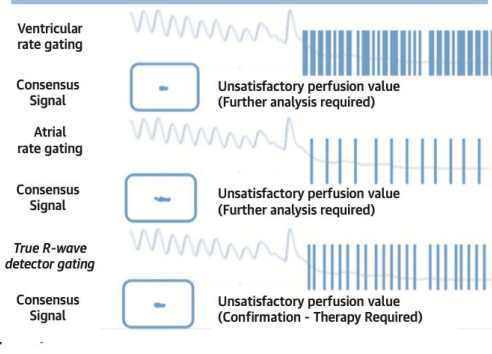 Ventricular
rate gating
Consensus
Signal
Unsatisfactory perfusion value
(Further analysis required)
Atrial
rate gating
Consensus
Signal
Unsatisfactory perfusion value
(Further analysis required)
True R-wave
detector gating
Consensus
Signal
Unsatisfactory perfusion value
(Confirmation - Therapy Required)